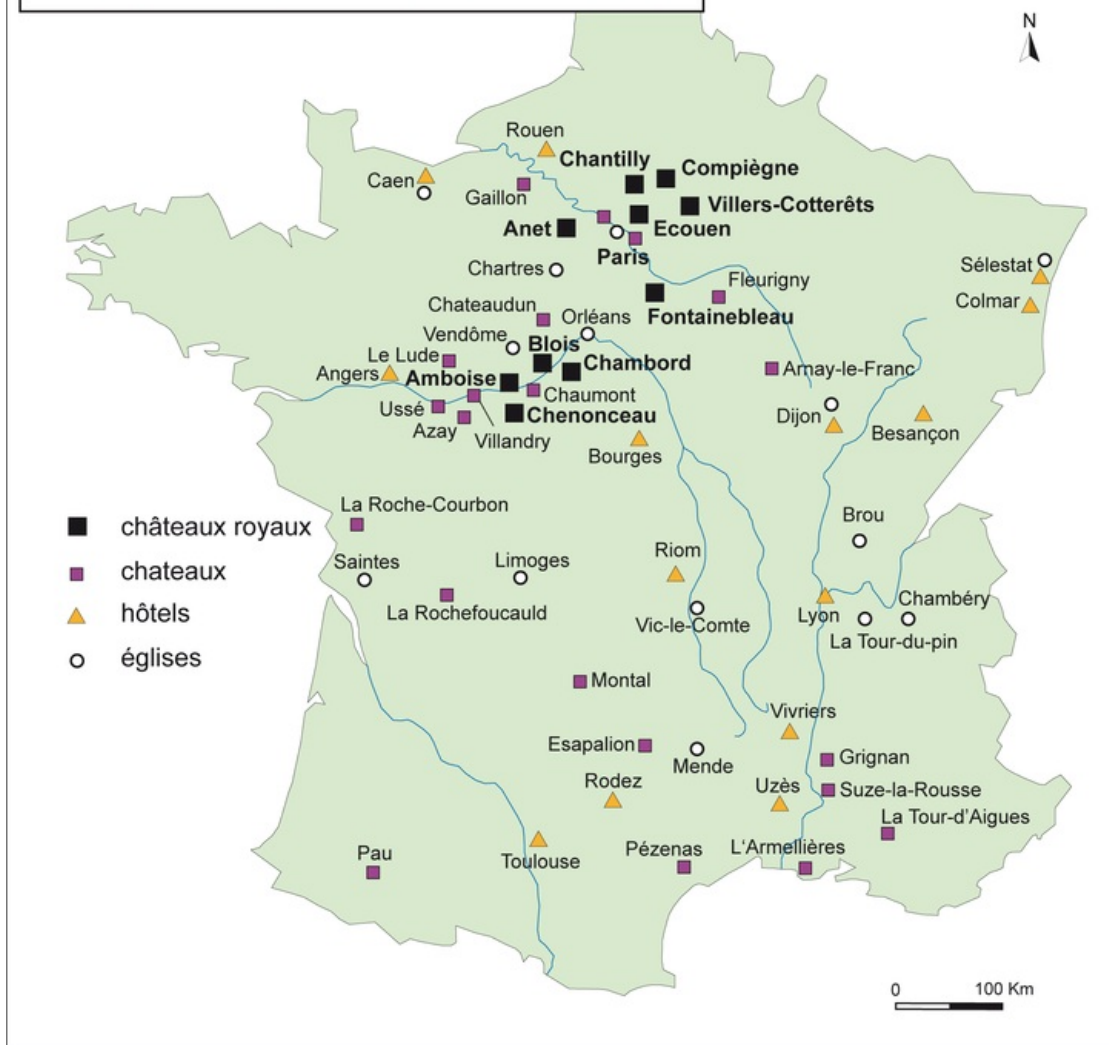 N
Rouen
Chantilly
Compiègne
Caen
Gaillon
Villers-Cotterêts
Anet
Ecouen
Paris
Chartres
Sélestat
Fleurigny
Colmar
Chateaudun
Orléans
Fontainebleau
Vendôme
Blois
Le Lude
Chambord
Angers
Amboise
Arnay-le-Franc
Chaumont
Ussé
Chenonceau
Dijon
Azay
Villandry
Besançon
Bourges
La Roche-Courbon
Brou
châteaux royaux
Riom
Saintes
Limoges
chateaux
Chambéry
La Rochefoucauld
Lyon
hôtels
Vic-le-Comte
La Tour-du-pin
églises
Montal
Vivriers
Esapalion
Grignan
Mende
Rodez
Uzès
Suze-la-Rousse
La Tour-d'Aigues
Pau
Toulouse
Pézenas
L'Armellières
0 100 Km